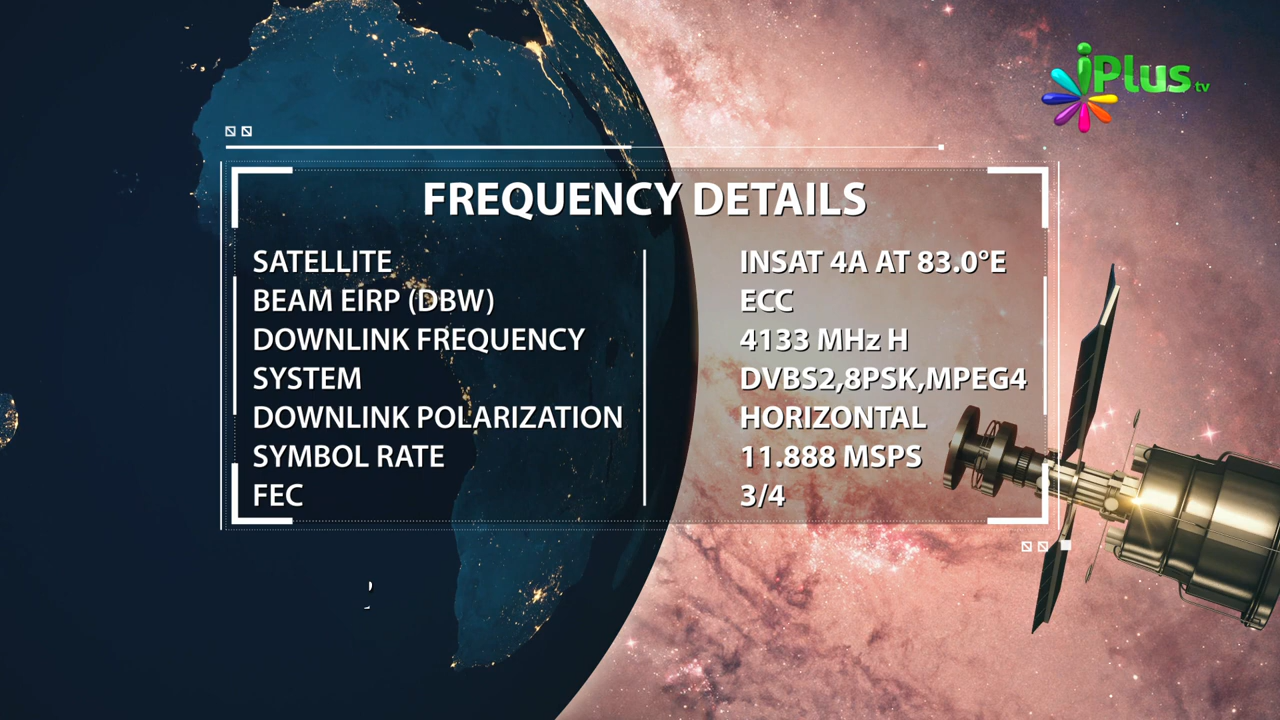 iPlus tv
FREQUENCY DETAILS
SATELLITE INSAT 4A AT 83.0°E
BEAM EIRP (DBW) ECC
DOWNLINK FREQUENCY 4133 MHz H
SYSTEM DVBS2,8PSK,MPEG4
DOWNLINK POLARIZATION HORIZONTAL
SYMBOL RATE 11.888 MSPS
FEC 3/4